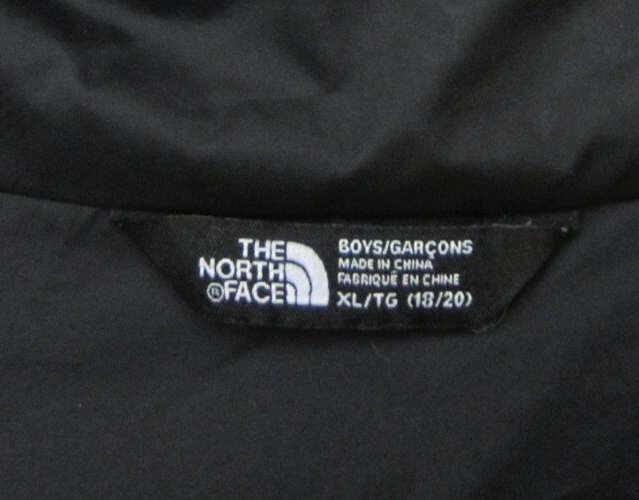 THE
NORTH
®FACE
BOYS/GARÇONS
MADE IN CHINA
FABRIQUÉ EN CHINE
XL/TG (18/20)